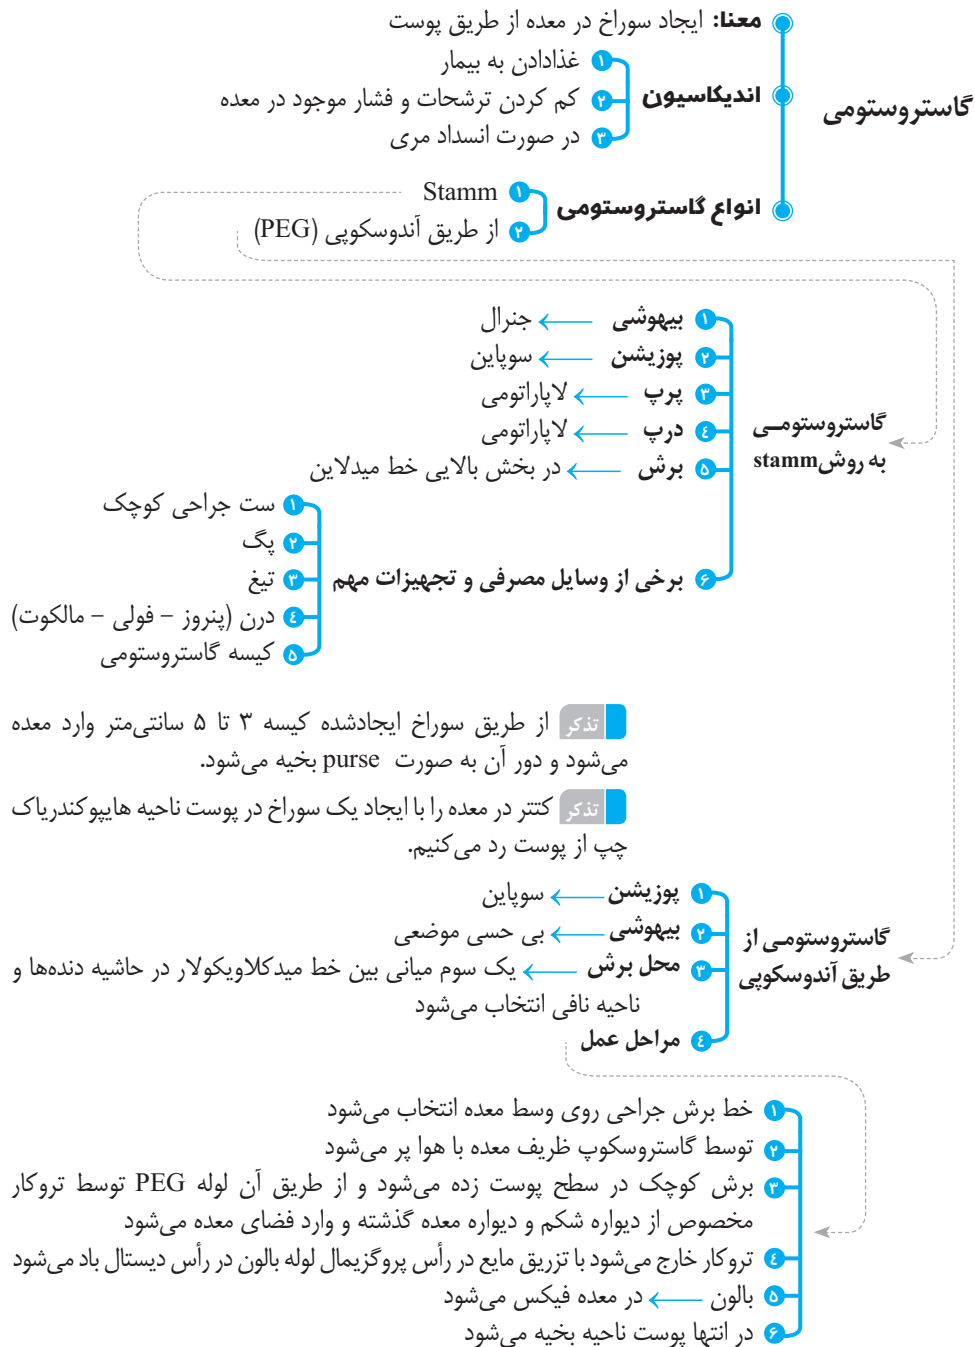 گاستروستومی
معنا: ایجاد سوراخ در معده از طریق پوست
اندیکاسیون
۱ غذادادن به بیمار
۲ کم کردن ترشحات و فشار موجود در معده
۳ در صورت انسداد مری
انواع گاستروستومی
۱ Stamm
۲ از طریق آندوسکوپی (PEG)
گاستروستومـی
به روش stamm
۱ بیهوشی ← جنرال
۲ پوزیشن ← سوپاین
۳ پرپ ← لاپاراتومی
۴ درپ ← لاپاراتومی
۵ برش ← در بخش بالایی خط میدلاین
۶ برخی از وسایل مصرفی و تجهیزات مهم
۱ ست جراحی کوچک
۲ پگ
۳ تیغ
۴ درن (پنروز – فولی – مالکوت)
۵ کیسه گاستروستومی
تذکر از طریق سوراخ ایجادشده کیسه ۳ تا ۵ سانتی‌متر وارد معده
می‌شود و دور آن به صورت purse بخیه می‌شود.
تذکر کتتر در معده را با ایجاد یک سوراخ در پوست ناحیه هایپوکندریاک
چپ از پوست رد می‌کنیم.
گاستروستومـی از
طریق آندوسکوپی
۱ پوزیشن ← سوپاین
۲ بیهوشی ← بی حسی موضعی
۳ محل برش ← یک سوم میانی بین خط میدکلاویکولار در حاشیه دنده‌ها و
ناحیه نافی انتخاب می‌شود
۴ مراحل عمل
۱ خط برش جراحی روی وسط معده انتخاب می‌شود
۲ توسط گاستروسکوپ ظریف معده با هوا پر می‌شود
۳ برش کوچک در سطح پوست زده می‌شود و از طریق آن لوله PEG توسط تروکار
مخصوص از دیواره شکم و دیواره معده گذشته و وارد فضای معده می‌شود
۴ تروکار خارج می‌شود با تزریق مایع در رأس پروگزیمال لوله بالون در رأس دیستال باد می‌شود
۵ بالون ← در معده فیکس می‌شود
۶ در انتها پوست ناحیه بخیه می‌شود